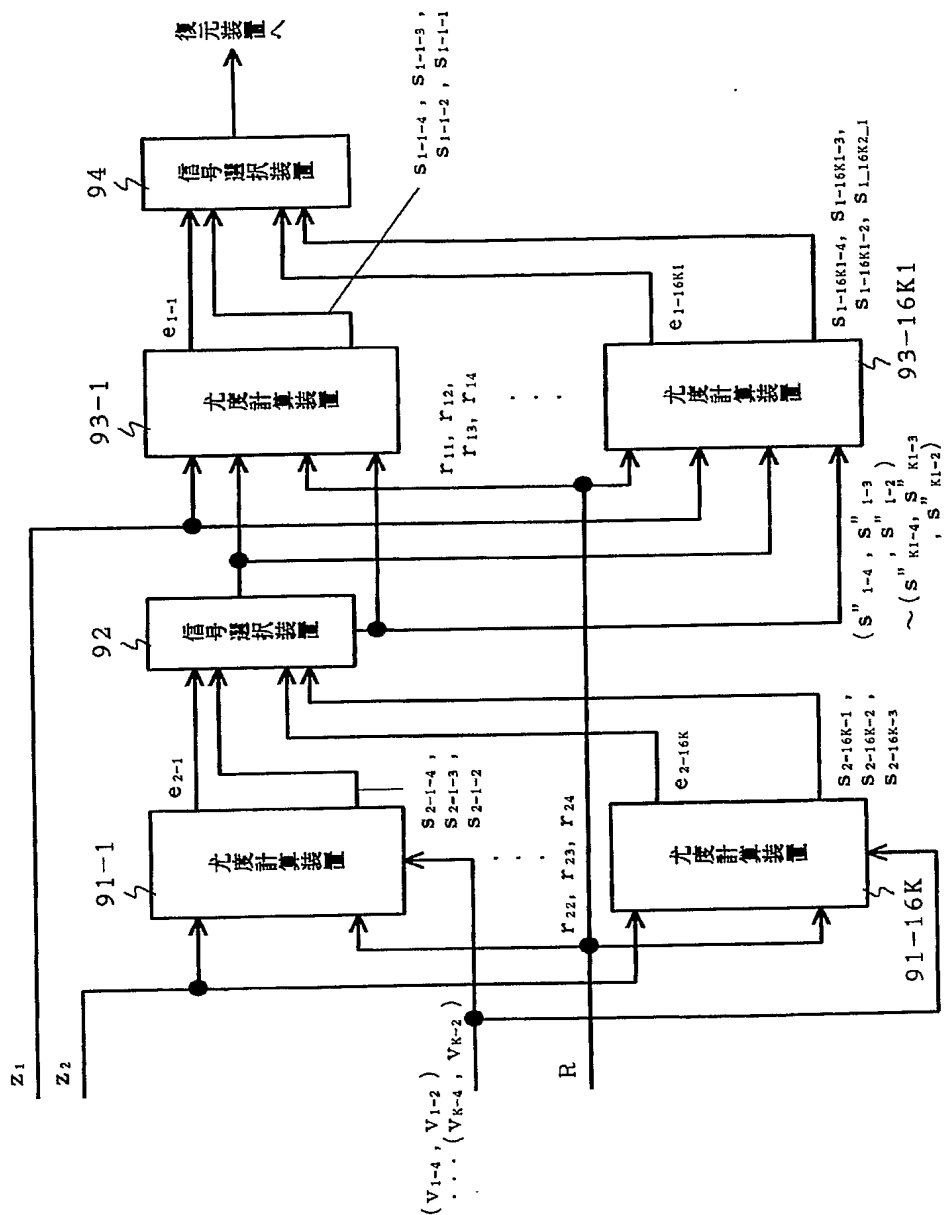 z₁
z₂
(v₁₋₄, v₁₋₂)
・・・(v_K₋₄, v_K₋₂)
R
91-1
尤度計算装置
e₂₋₁
s₂₋₁₋₄,
s₂₋₁₋₃,
s₂₋₁₋₂
・・・
r₂₂, r₂₃, r₂₄
91-16K
尤度計算装置
e₂₋₁₆K
s₂₋₁₆K₋₁,
s₂₋₁₆K₋₂,
s₂₋₁₆K₋₃
92
信号選択装置
(s"₁₋₄, s"₁₋₃
, s"₁₋₂)
~(s"K₁₋₄, s"K₁₋₃
, s"K₁₋₂)
93-1
尤度計算装置
e₁₋₁
r₁₁, r₁₂,
r₁₃, r₁₄
・・・
93-16K1
尤度計算装置
e₁₋₁₆K₁
s₁₋₁₆K₁₋₄, s₁₋₁₆K₁₋₃,
s₁₋₁₆K₁₋₂, s₁_₁₆K₂_₁
94
信号選択装置
s₁₋₁₋₄, s₁₋₁₋₃,
s₁₋₁₋₂, s₁₋₁₋₁
復元装置へ